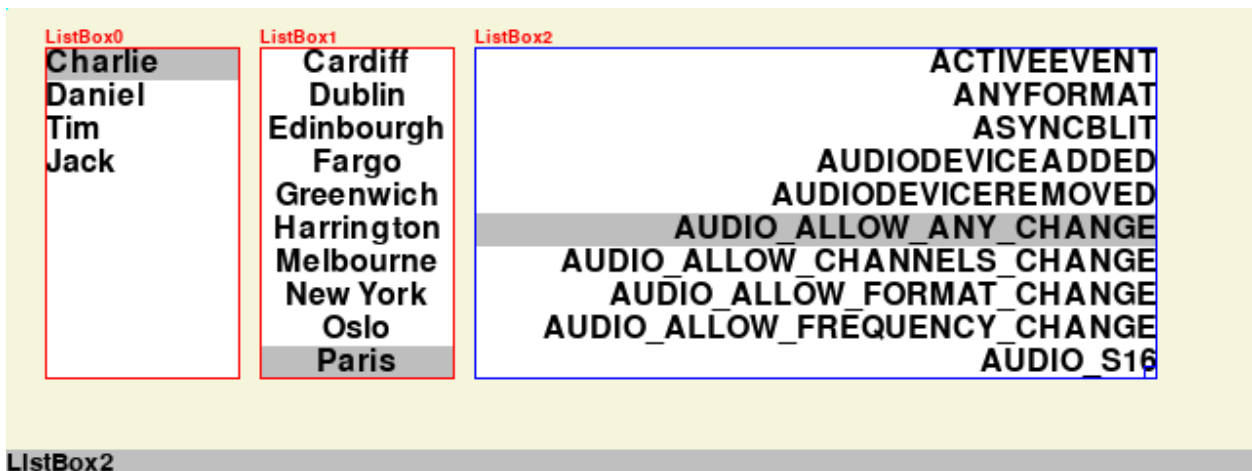 ListBox0
Charlie
Daniel
Tim
Jack
ListBox1
Cardiff
Dublin
Edinbourgh
Fargo
Greenwich
Harrington
Melbourne
New York
Oslo
Paris
ListBox2
ACTIVEEVENT
ANYFORMAT
ASYNCBLIT
AUDIODEVICEADDED
AUDIODEVICEREMOVED
AUDIO_ALLOW_ANY_CHANGE
AUDIO_ALLOW_CHANNELS_CHANGE
AUDIO_ALLOW_FORMAT_CHANGE
AUDIO_ALLOW_FREQUENCY_CHANGE
AUDIO_S16
ListBox2